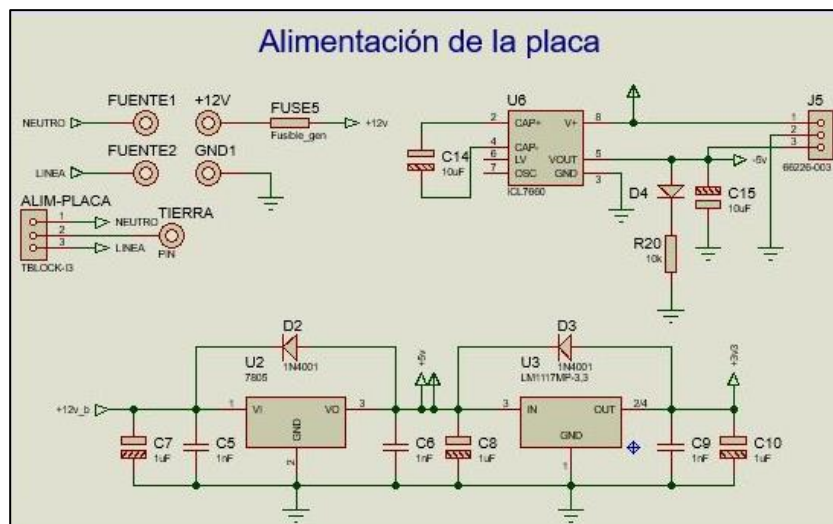 Alimentación de la placa
FUENTE1
+12V
FUSE5
NEUTRO
Fusible_gen
+12v
FUENTE2
GND1
LINEA
ALIM-PLACA
1
NEUTRO
TIERRA
2
3
LINEA
PIN
TBLOCK-I3
U6
J5
2
CAP+
V+
8
1
2
3
C14
10uF
4
CAP-
6
LV
VOUT
5
7
OSC
GND
3
ICL7660
-5v
66226-003
D4
C15
10uF
R20
10k
D2
D3
U2
1N4001
+5v
U3
1N4001
+3v3
7805
LM1117MP-3,3
+12v_b
1
VI
VO
3
3
IN
OUT
2/4
GND
GND
C7
1uF
C5
1nF
2
C6
1nF
C8
1uF
1
C9
1nF
C10
1uF